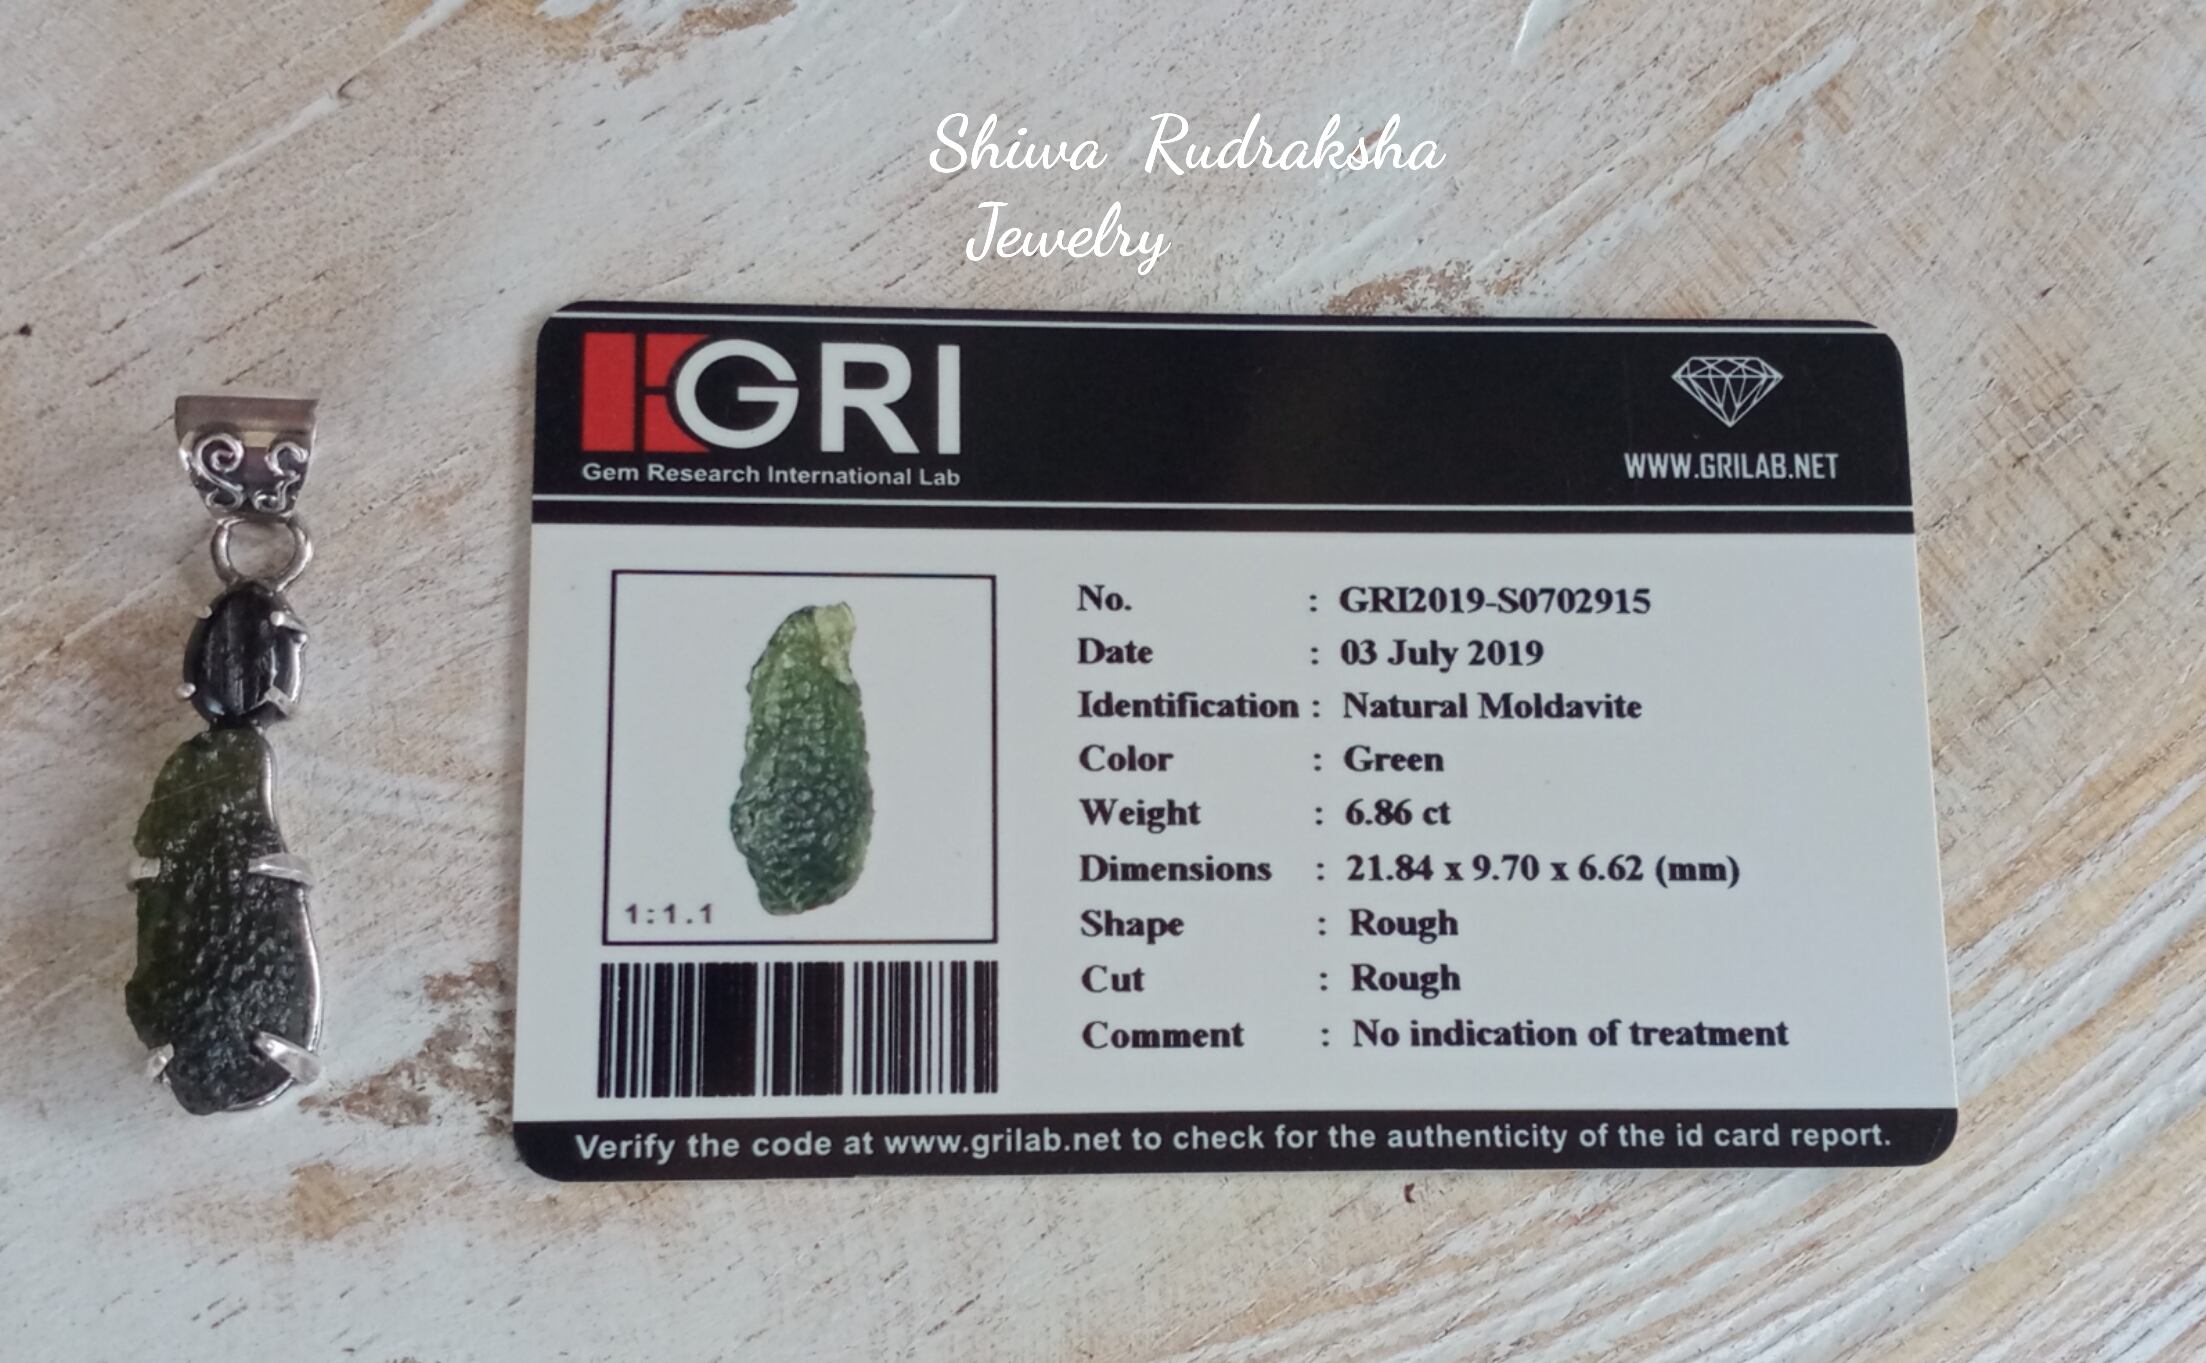 Shiwa Rudraksha
Jewelry
GRI
Gem Research International Lab
WWW.GRILAB.NET
No. : GRI2019-S0702915
Date : 03 July 2019
Identification : Natural Moldavite
Color : Green
Weight : 6.86 ct
Dimensions : 21.84 x 9.70 x 6.62 (mm)
Shape : Rough
Cut : Rough
Comment : No indication of treatment
1:1.1
Verify the code at www.grilab.net to check for the authenticity of the id card report.